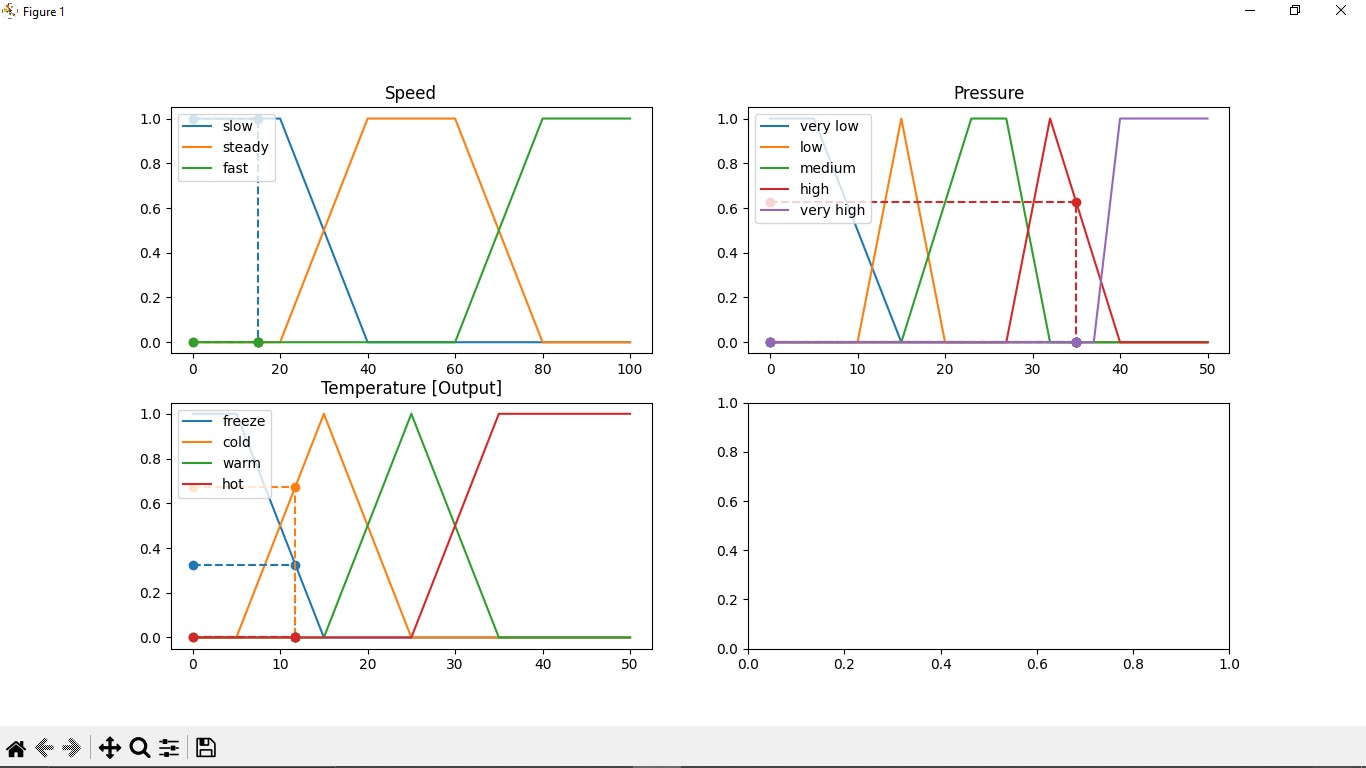 Figure 1
Speed
1.0
0.8
0.6
0.4
0.2
0.0
slow
steady
fast
0 20 40 60 80 100
Pressure
1.0
0.8
0.6
0.4
0.2
0.0
very low
low
medium
high
very high
0 10 20 30 40 50
Temperature [Output]
1.0
0.8
0.6
0.4
0.2
0.0
freeze
cold
warm
hot
0 10 20 30 40 50
1.0
0.8
0.6
0.4
0.2
0.0
0.0 0.2 0.4 0.6 0.8 1.0